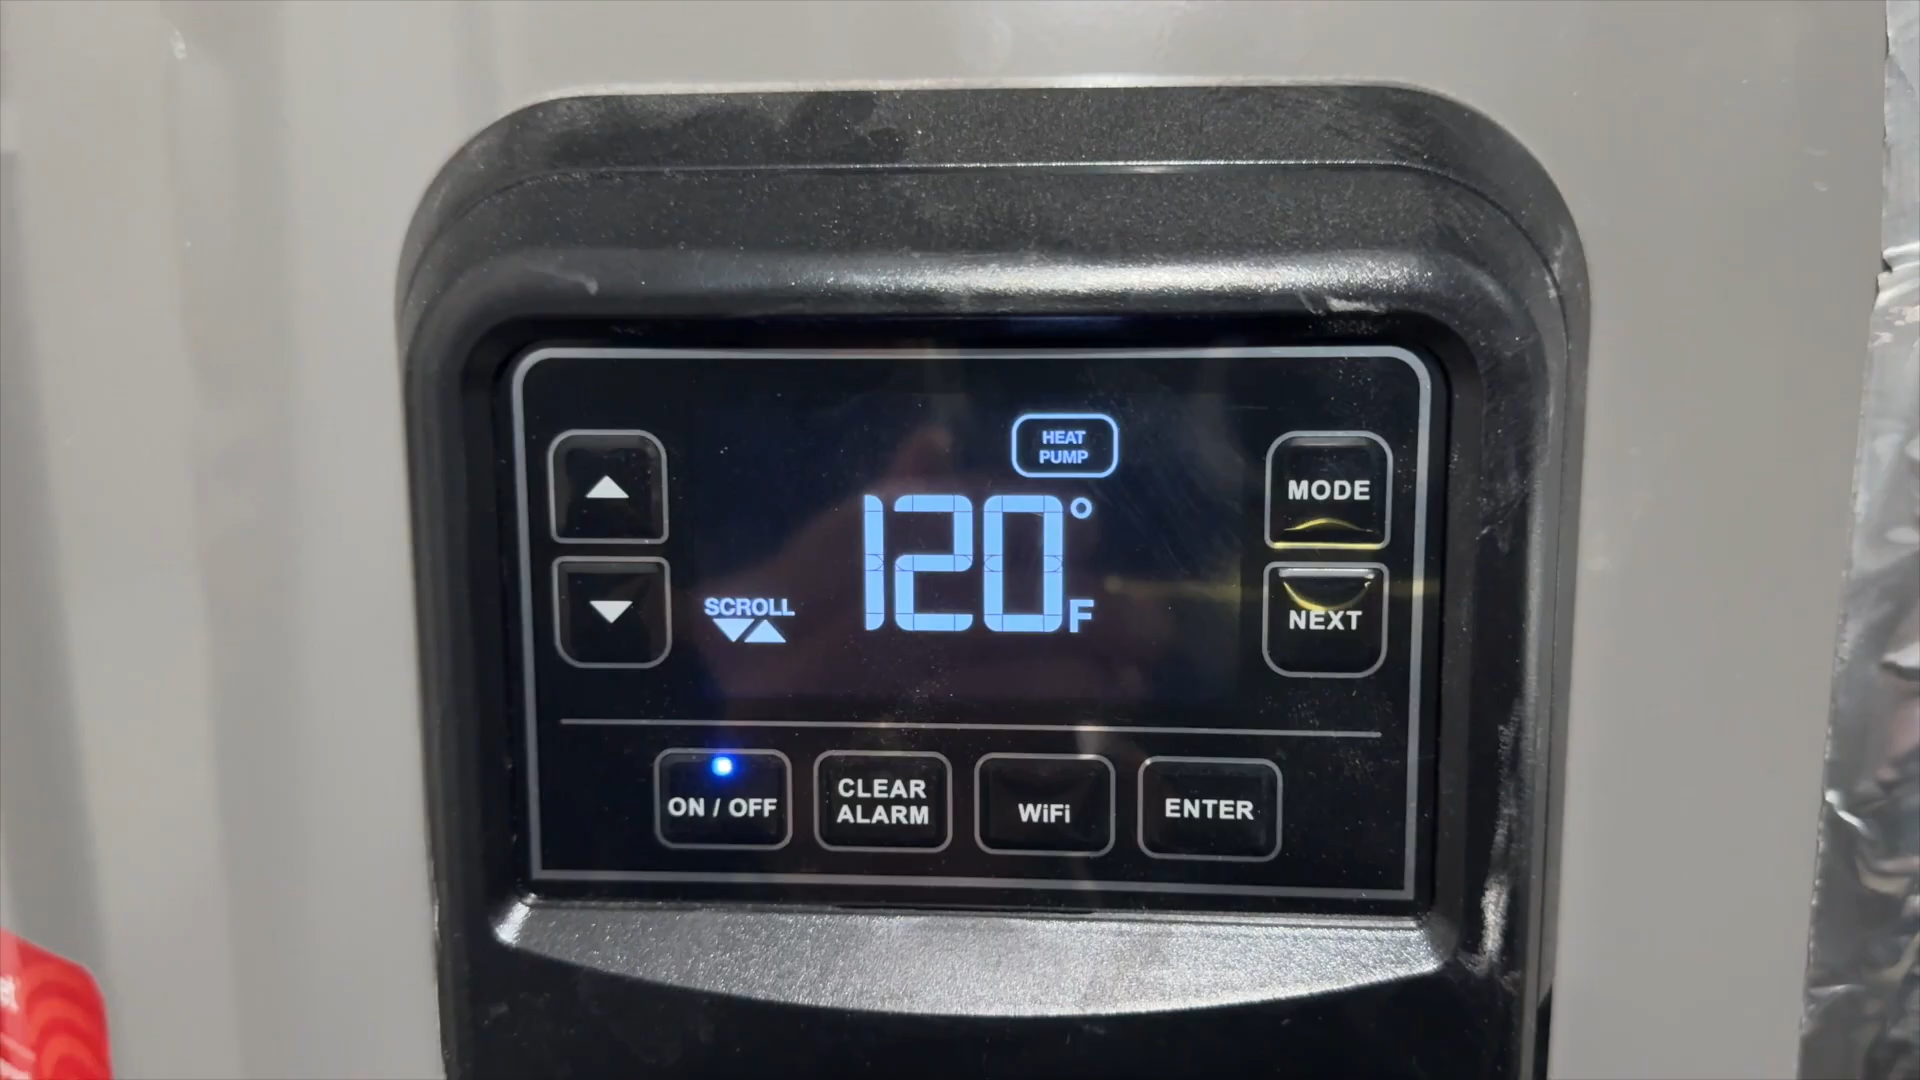 HEAT
PUMP
120°F
SCROLL
MODE
NEXT
ON / OFF
CLEAR
ALARM
WiFi
ENTER